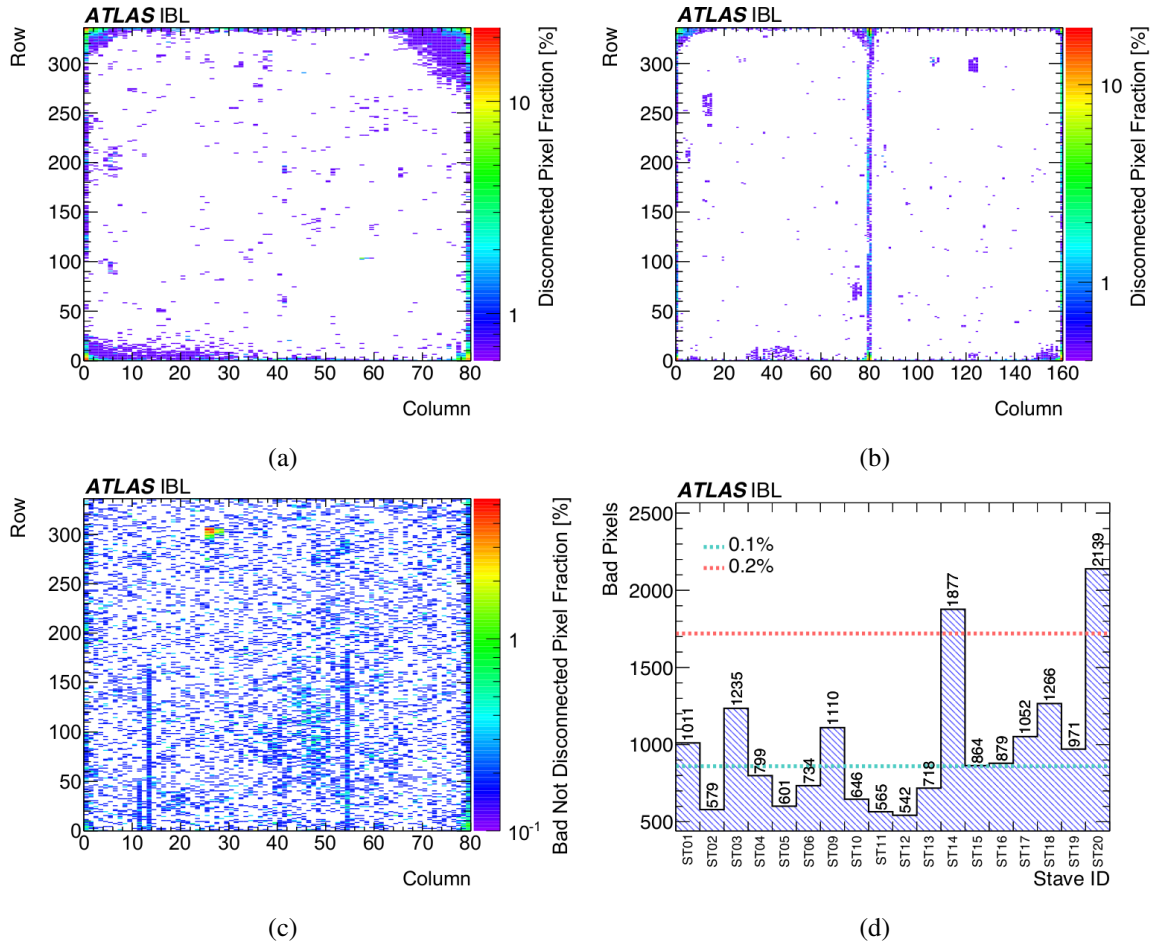 ATLAS IBL
Row
300
250
200
150
100
50
0
0 10 20 30 40 50 60 70 80
Column
10
1
Disconnected Pixel Fraction [%]
(a)
ATLAS IBL
Row
300
250
200
150
100
50
0
0 20 40 60 80 100 120 140 160
Column
10
1
Disconnected Pixel Fraction [%]
(b)
ATLAS IBL
Row
300
250
200
150
100
50
0
0 10 20 30 40 50 60 70 80
Column
1
10-1
Bad Not Disconnected Pixel Fraction [%]
(c)
ATLAS IBL
Bad Pixels
2500
2000
1500
1000
500
0.1%
0.2%
1011 579 1235 799 601 734 1110 646 565 542 718 1877 864 879 1052 1266 971 2139
ST01 ST02 ST03 ST04 ST05 ST06 ST09 ST10 ST11 ST12 ST13 ST14 ST15 ST16 ST17 ST18 ST19 ST20
Stave ID
(d)